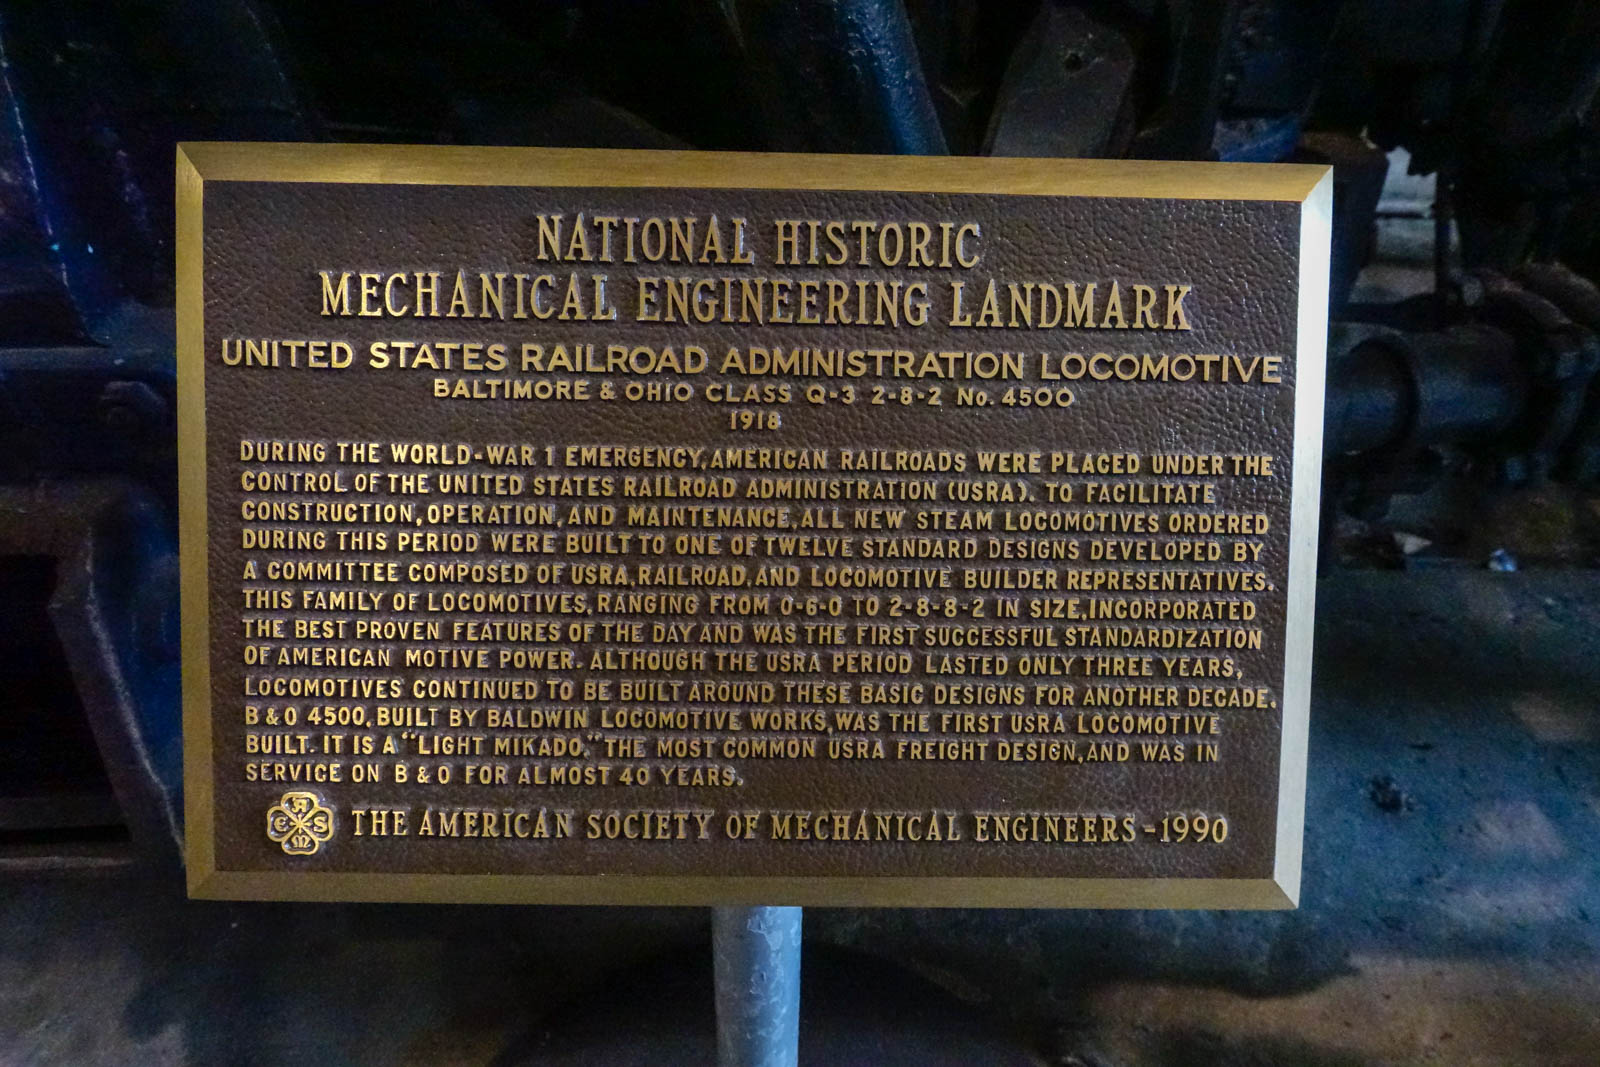 NATIONAL HISTORIC
MECHANICAL ENGINEERING LANDMARK
UNITED STATES RAILROAD ADMINISTRATION LOCOMOTIVE
BALTIMORE & OHIO CLASS Q-3 2-8-2 No. 4500
1918
DURING THE WORLD-WAR 1 EMERGENCY, AMERICAN RAILROADS WERE PLACED UNDER THE
CONTROL OF THE UNITED STATES RAILROAD ADMINISTRATION (USRA). TO FACILITATE
CONSTRUCTION, OPERATION, AND MAINTENANCE, ALL NEW STEAM LOCOMOTIVES ORDERED
DURING THIS PERIOD WERE BUILT TO ONE OF TWELVE STANDARD DESIGNS DEVELOPED BY
A COMMITTEE COMPOSED OF USRA, RAILROAD, AND LOCOMOTIVE BUILDER REPRESENTATIVES.
THIS FAMILY OF LOCOMOTIVES, RANGING FROM 0-6-0 TO 2-8-8-2 IN SIZE, INCORPORATED
THE BEST PROVEN FEATURES OF THE DAY AND WAS THE FIRST SUCCESSFUL STANDARDIZATION
OF AMERICAN MOTIVE POWER. ALTHOUGH THE USRA PERIOD LASTED ONLY THREE YEARS,
LOCOMOTIVES CONTINUED TO BE BUILT AROUND THESE BASIC DESIGNS FOR ANOTHER DECADE.
B & O 4500, BUILT BY BALDWIN LOCOMOTIVE WORKS, WAS THE FIRST USRA LOCOMOTIVE
BUILT. IT IS A "LIGHT MIKADO," THE MOST COMMON USRA FREIGHT DESIGN, AND WAS IN
SERVICE ON B & O FOR ALMOST 40 YEARS.
THE AMERICAN SOCIETY OF MECHANICAL ENGINEERS - 1990